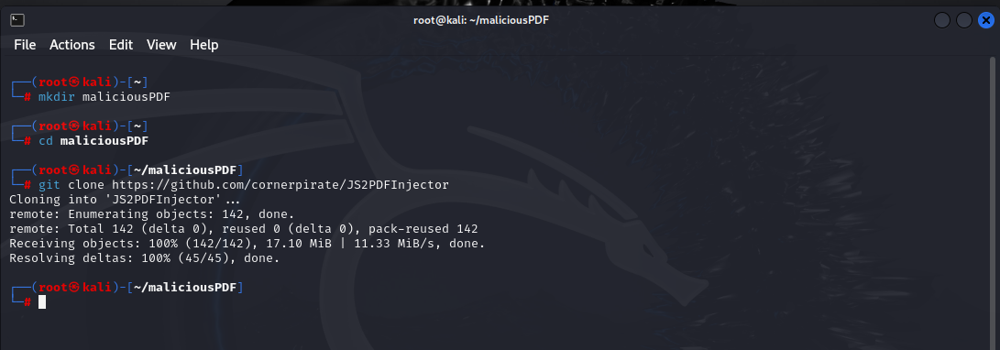 root@kali: ~/maliciousPDF
File Actions Edit View Help
┌──(root㉿kali)-[~]
└─# mkdir maliciousPDF
┌──(root㉿kali)-[~]
└─# cd maliciousPDF
┌──(root㉿kali)-[~/maliciousPDF]
└─# git clone https://github.com/cornerpirate/JS2PDFInjector
Cloning into 'JS2PDFInjector'...
remote: Enumerating objects: 142, done.
remote: Total 142 (delta 0), reused 0 (delta 0), pack-reused 142
Receiving objects: 100% (142/142), 17.10 MiB | 11.33 MiB/s, done.
Resolving deltas: 100% (45/45), done.
┌──(root㉿kali)-[~/maliciousPDF]
└─#